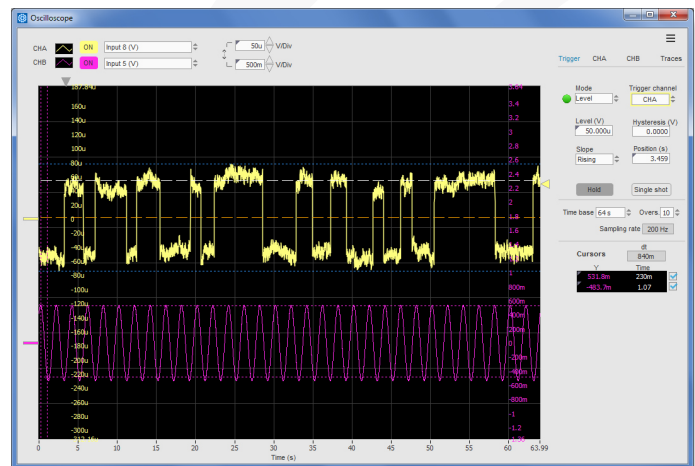 Oscilloscope
CHA ON Input 8 (V) 50u V/Div
CHB ON Input 5 (V) 500m V/Div
Trigger CHA CHB Traces
Mode Trigger channel
Level CHA
Level (V) Hysteresis (V)
50.000u 0.0000
Slope Position (s)
Rising 3.459
Hold Single shot
Time base 64 s Overs. 10
Sampling rate 200 Hz
Cursors dt
840m
Y Time
531.8m 230m
-483.7m 1.07
160u
140u
120u
100u
80u
20u
0
-20u
-40u
-60u
-80u
-100u
-120u
-140u
-160u
-180u
-200u
-220u
-240u
-260u
-280u
-300u
3.64
3.4
3.2
3
2.8
2.6
2.4
2.2
2
1.8
1.6
1
800m
600m
400m
200m
0
-200m
-400m
-600m
-800m
-1
-1.2
0 5 10 15 20 25 30 35 40 45 50 55 60 63.99
Time (s)